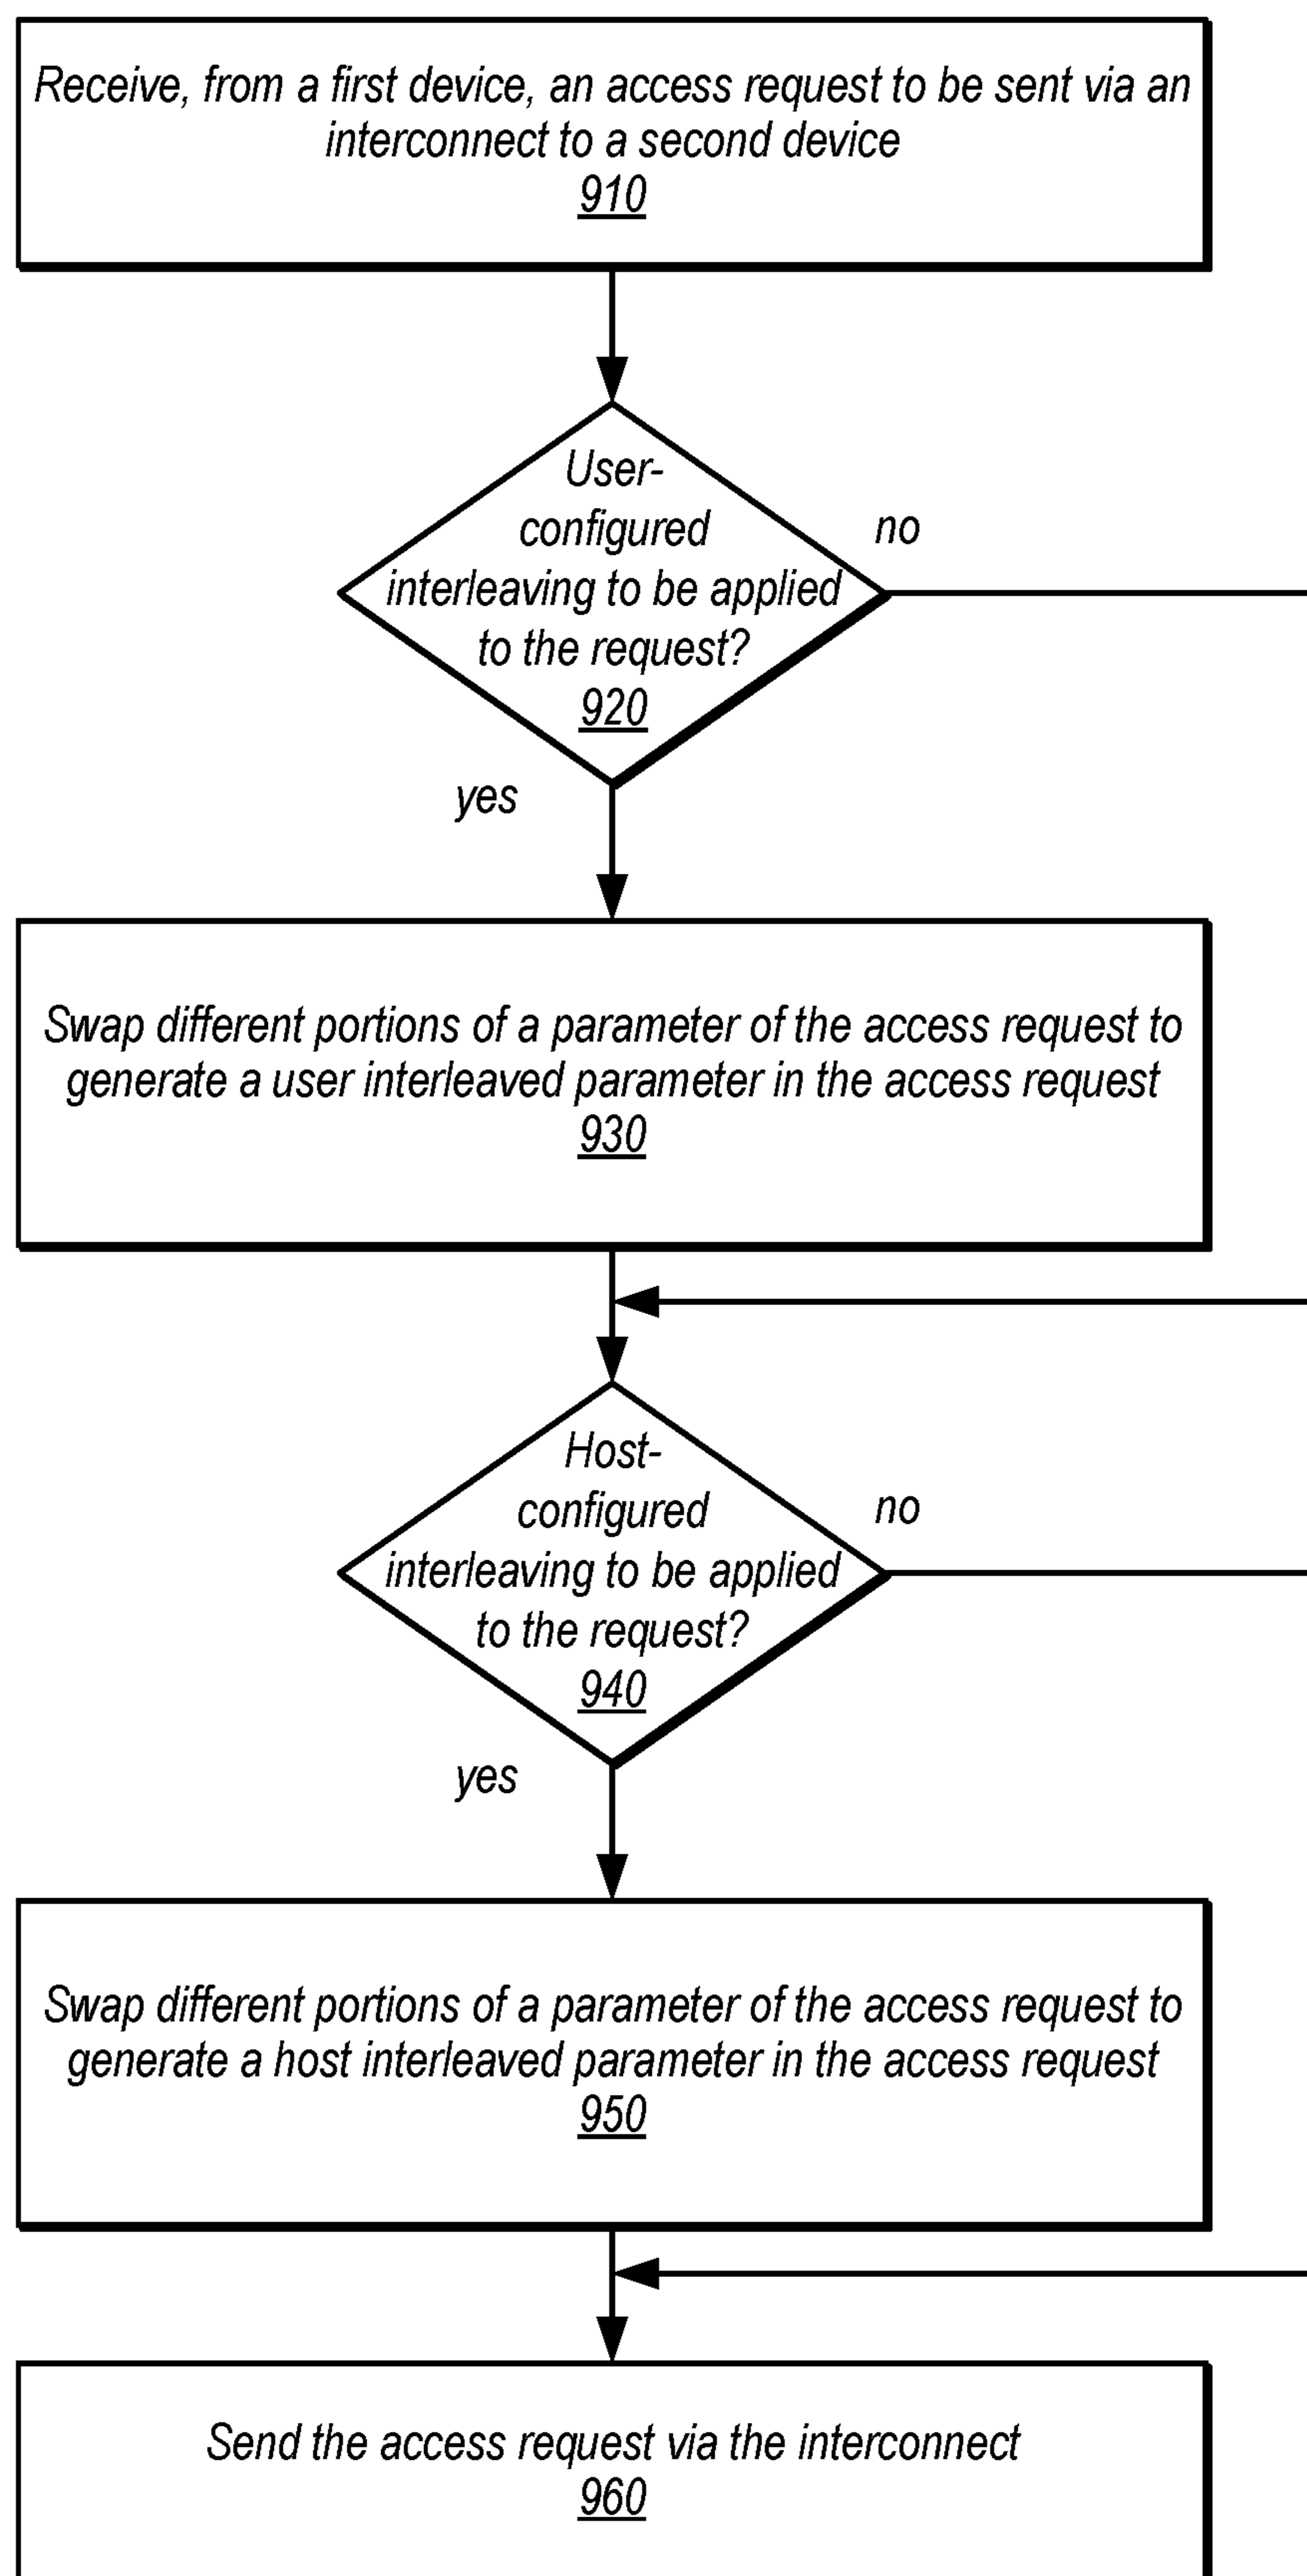 Receive, from a first device, an access request to be sent via an
interconnect to a second device
910
User-
configured
interleaving to be applied
to the request?
920
no
yes
Swap different portions of a parameter of the access request to
generate a user interleaved parameter in the access request
930
Host-
configured
interleaving to be applied
to the request?
940
no
yes
Swap different portions of a parameter of the access request to
generate a host interleaved parameter in the access request
950
Send the access request via the interconnect
960